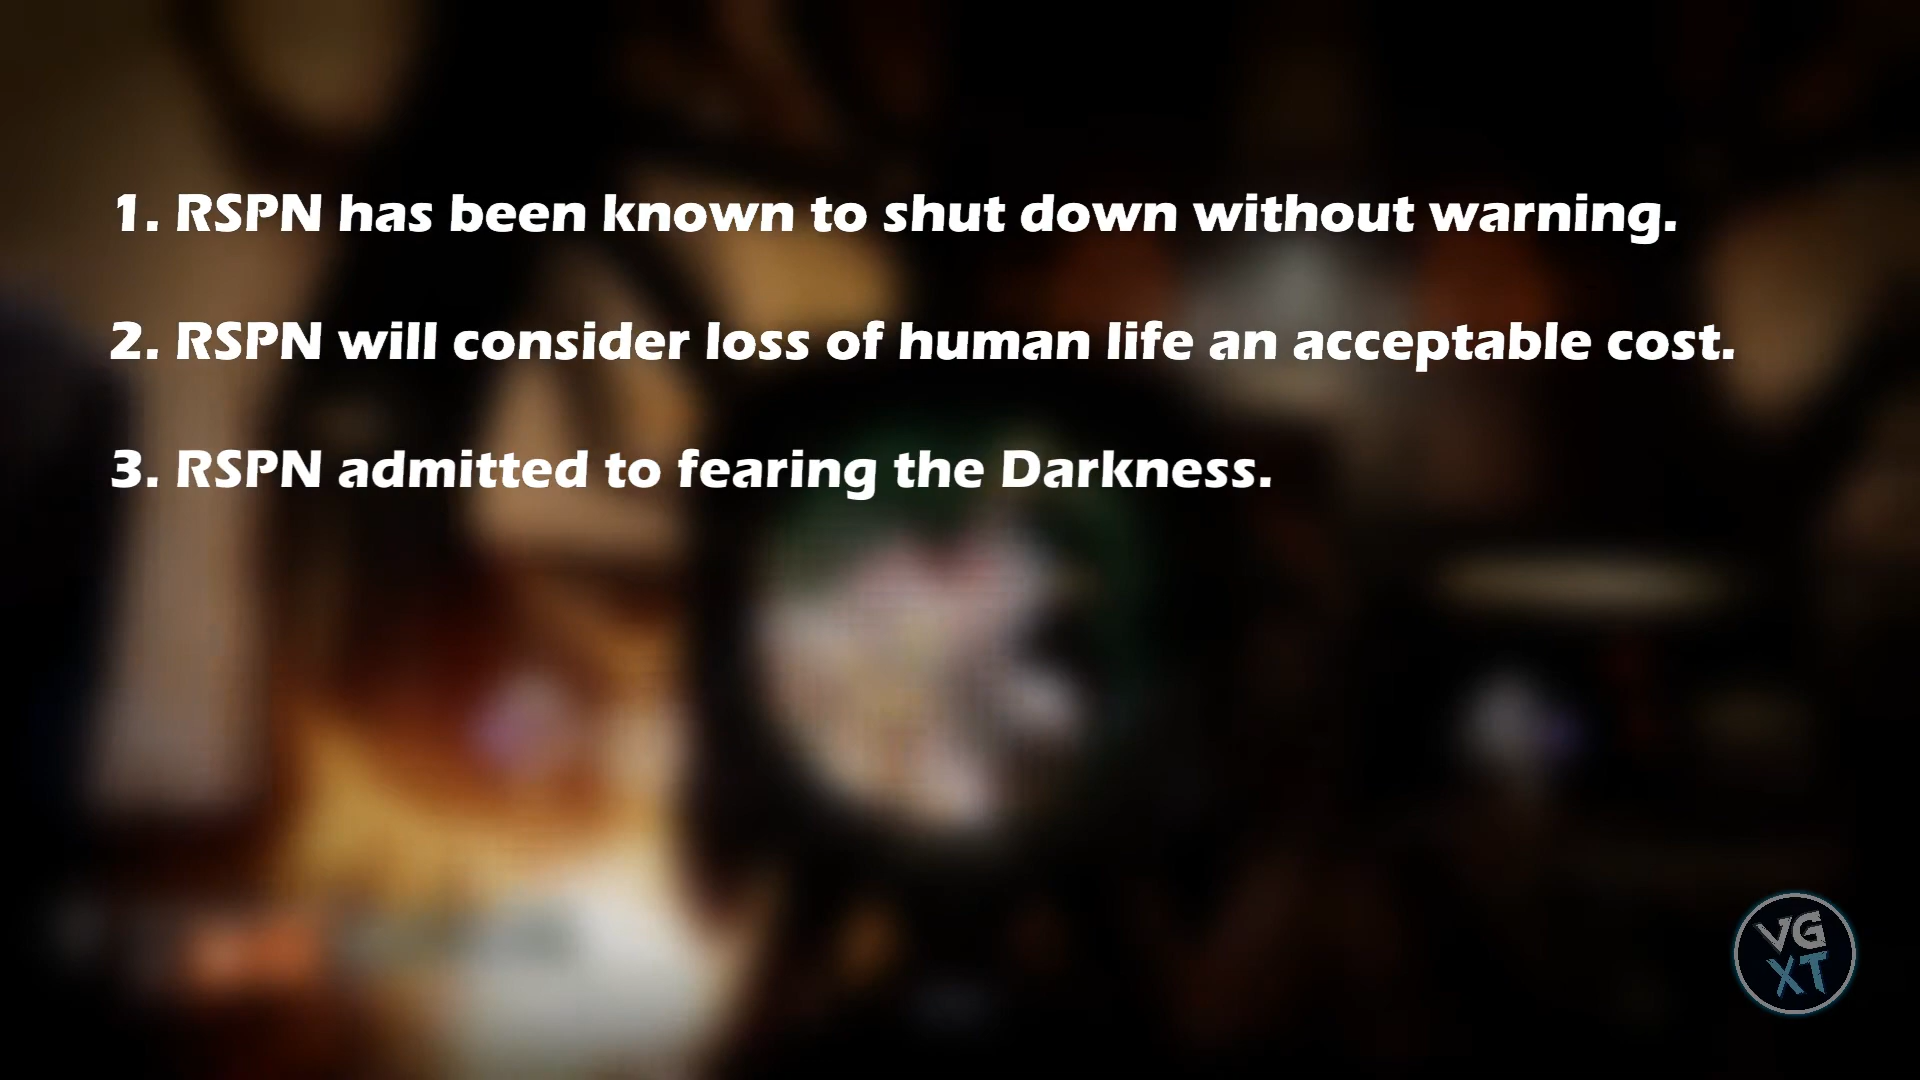 1. RSPN has been known to shut down without warning.
2. RSPN will consider loss of human life an acceptable cost.
3. RSPN admitted to fearing the Darkness.
VG
XT